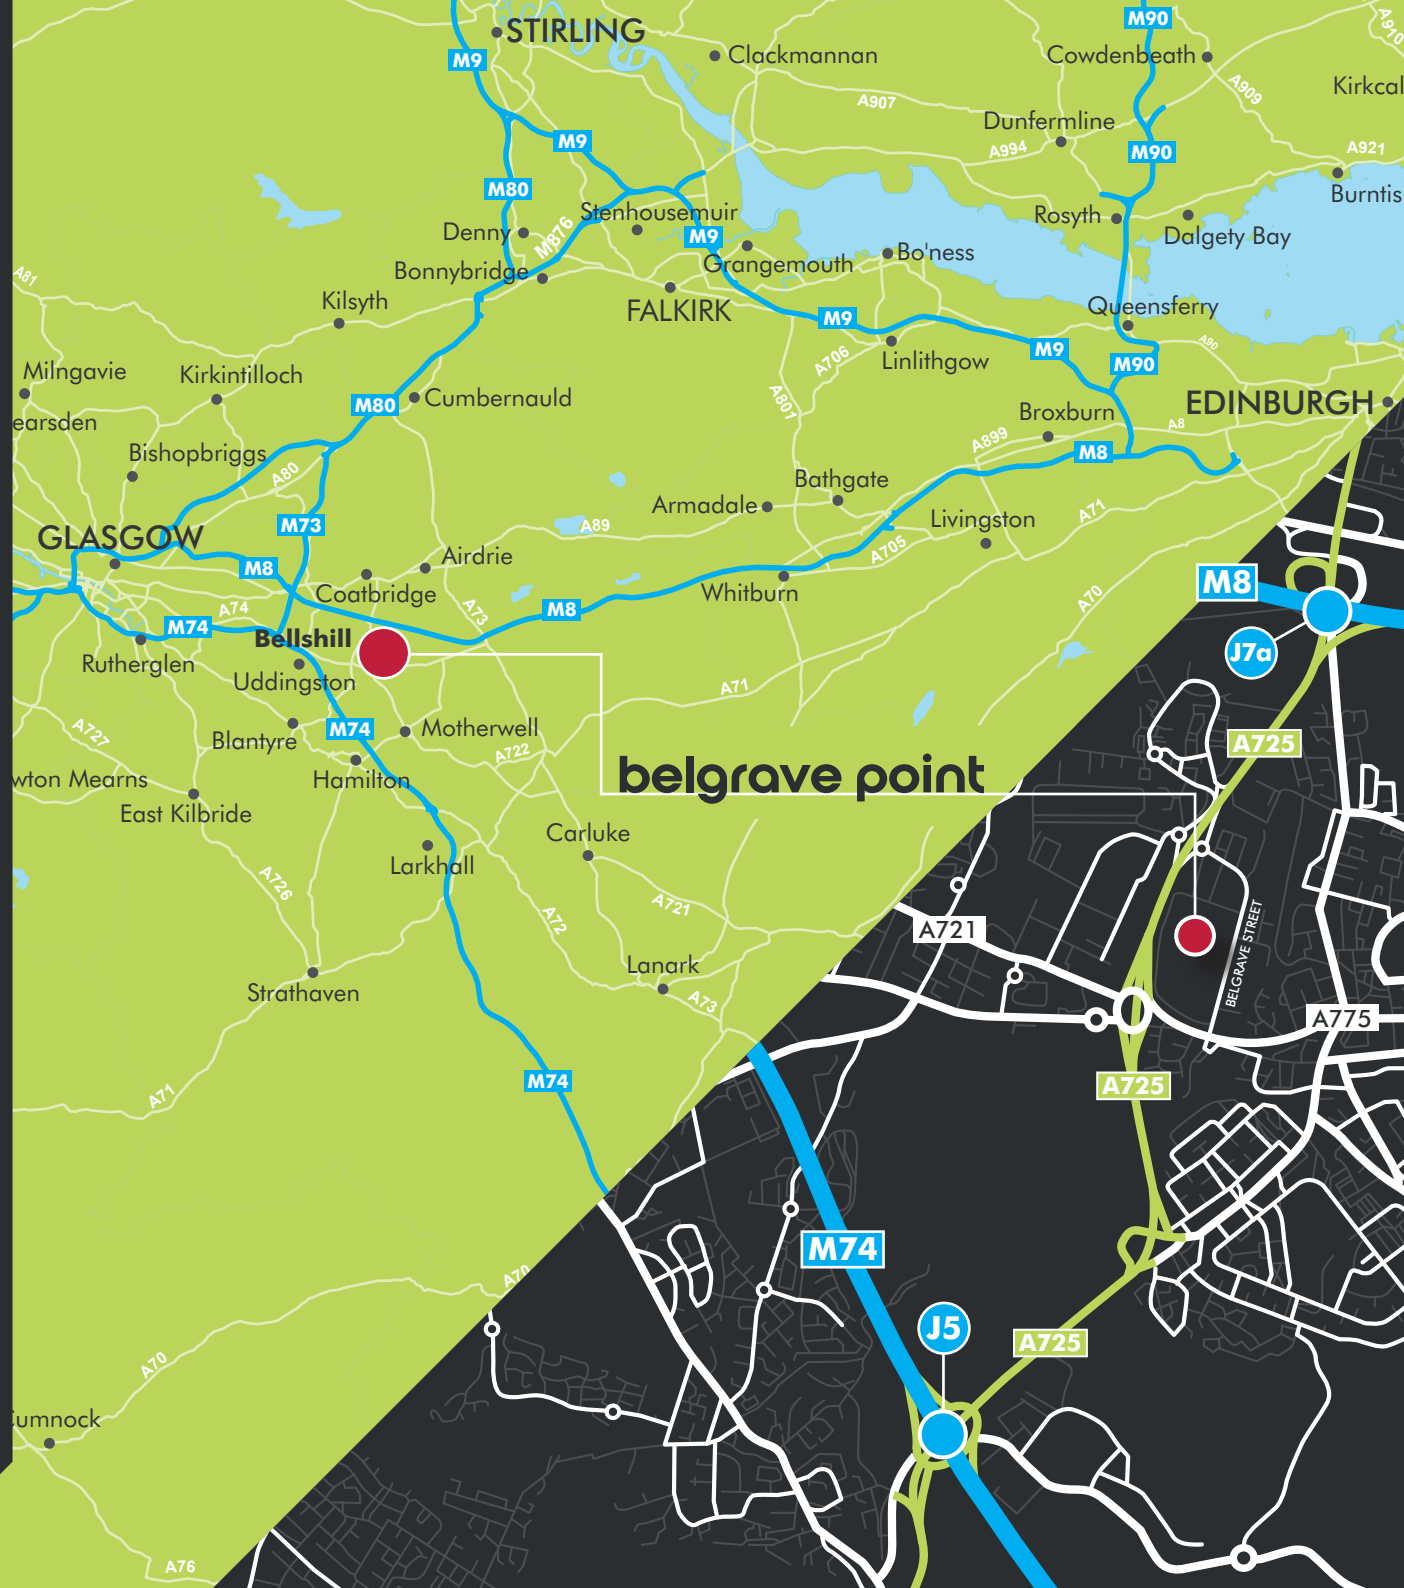 M90
STIRLING
A910
M9
Clackmannan
Cowdenbeath
A909
Kirkcal
A907
Dunfermline
M9
A994
M90
A921
M80
Burntis
Stenhousemuir
Rosyth
Denny
M876
M9
Dalgety Bay
Bo'ness
Grangemouth
Bonnybridge
A81
Kilsyth
FALKIRK
Queensferry
M9
A90
M9
A706
Linlithgow
M90
Milngavie
Kirkintilloch
Cumbernauld
M80
A801
EDINBURGH
Broxburn
earsden
A8
A899
Bishopbriggs
M8
A80
Bathgate
Armadale
A71
Livingston
M73
A89
GLASGOW
A705
Airdrie
M8
Coatbridge
M8
Whitburn
A70
A74
A73
M8
M74
Bellshill
J7a
Rutherglen
Uddingston
A71
A727
M74
Motherwell
Blantyre
A722
A725
wton Mearns
Hamilton
belgrave point
East Kilbride
Carluke
Larkhall
A726
A721
A72
A721
BELGRAVE STREET
Lanark
Strathaven
A73
A775
M74
A725
A71
M74
A70
J5
A725
A70
Cumnock
A76